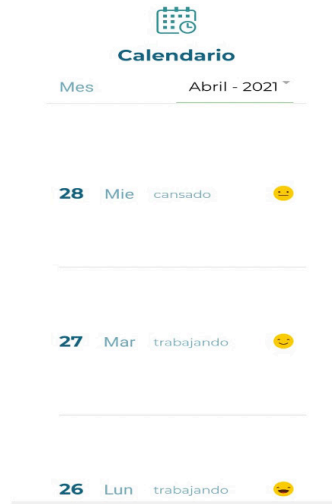 Calendario
Mes Abril - 2021
28 Mie cansado
27 Mar trabajando
26 Lun trabajando